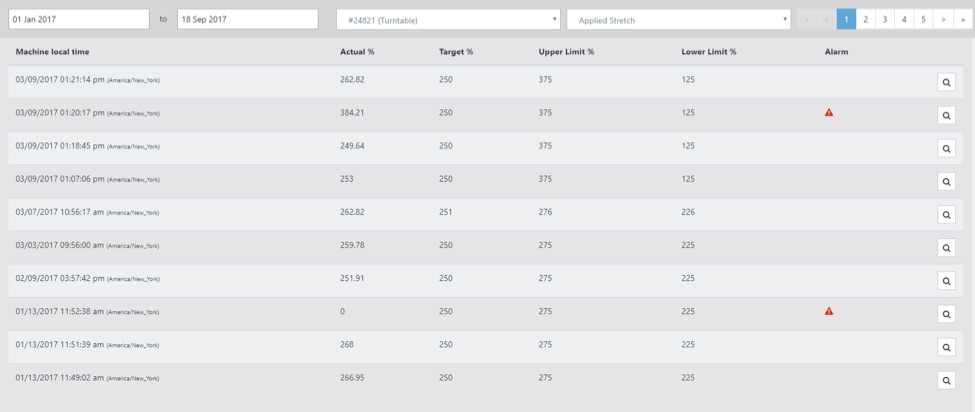 01 Jan 2017 to 18 Sep 2017 #24821 (Turntable) Applied Stretch « ‹ 1 2 3 4 5 > »
Machine local time Actual % Target % Upper Limit % Lower Limit % Alarm
03/09/2017 01:21:14 pm (America/New_York) 262.82 250 375 125
03/09/2017 01:20:17 pm (America/New_York) 384.21 250 375 125
03/09/2017 01:18:45 pm (America/New_York) 249.64 250 375 125
03/09/2017 01:07:06 pm (America/New_York) 253 250 375 125
03/07/2017 10:56:17 am (America/New_York) 262.82 251 276 226
03/03/2017 09:56:00 am (America/New_York) 259.78 250 275 225
02/09/2017 03:57:42 pm (America/New_York) 251.91 250 275 225
01/13/2017 11:52:38 am (America/New_York) 0 250 275 225
01/13/2017 11:51:39 am (America/New_York) 268 250 275 225
01/13/2017 11:49:02 am (America/New_York) 266.95 250 275 225